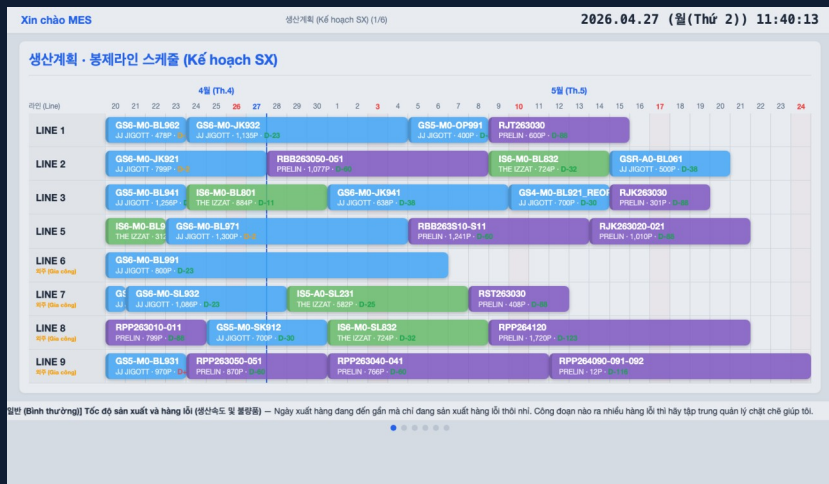 Xin chào MES
생산계획 (Kế hoạch SX) (1/6)
2026.04.27 (월(Thứ 2)) 11:40:13
생산계획 · 봉제라인 스케줄 (Kế hoạch SX)
4월 (Th.4) 5월 (Th.5)
라인 (Line) 20 21 22 23 24 25 26 27 28 29 30 1 2 3 4 5 6 7 8 9 10 11 12 13 14 15 16 17 18 19 20 21 22 23 24
LINE 1
GS6-M0-BL962 GS6-M0-JK932 GS5-M0-OP991 RJT263030
JJ JIGOTT · 478P · JJ JIGOTT · 1,135P · D-23 JJ JIGOTT · 400P · PRELIN · 600P ·
LINE 2
GS6-M0-JK921 RBB263050-051 IS6-M0-BL832 GSR-A0-BL061
JJ JIGOTT · 799P · PRELIN · 1,077P · THE IZZAT · 724P · D-32 JJ JIGOTT · 500P · D-38
LINE 3
GS5-M0-BL941 IS6-M0-BL801 GS6-M0-JK941 GS4-M0-BL921_REOF RJK263030
JJ JIGOTT · 1,256P · THE IZZAT · 884P · D-11 JJ JIGOTT · 638P · D-38 JJ JIGOTT · 700P · D-30 PRELIN · 301P ·
LINE 5
IS6-M0-BL9 GS6-M0-BL971 RBB263S10-S11 RJK263020-021
THE IZZAT · 31 JJ JIGOTT · 1,300P · PRELIN · 1,241P · PRELIN · 1,010P ·
LINE 6
외주 (Gia công)
GS6-M0-BL991
JJ JIGOTT · 800P · D-23
LINE 7
외주 (Gia công)
GS6-M0-SL932 IS5-A0-SL231 RST263030
JJ JJ JIGOTT · 1,086P · D-23 THE IZZAT · 582P · D-25 PRELIN · 408P ·
LINE 8
외주 (Gia công)
RPP263010-011 GS5-M0-SK912 IS6-M0-SL832 RPP264120
PRELIN · 799P · JJ JIGOTT · 700P · D-30 THE IZZAT · 724P · D-32 PRELIN · 1,720P ·
LINE 9
외주 (Gia công)
GS5-M0-BL931 RPP263050-051 RPP263040-041 RPP264090-091-092
JJ JIGOTT · 970P · PRELIN · 870P · PRELIN · 766P · PRELIN · 12P ·
일반 (Bình thường)] Tốc độ sản xuất và hàng lỗi (생산속도 및 불량품) — Ngày xuất hàng đang đến gần mà chỉ đang sản xuất hàng lỗi thôi nhỉ. Công đoạn nào ra nhiều hàng lỗi thì hãy tập trung quản lý chặt chẽ giúp tôi.